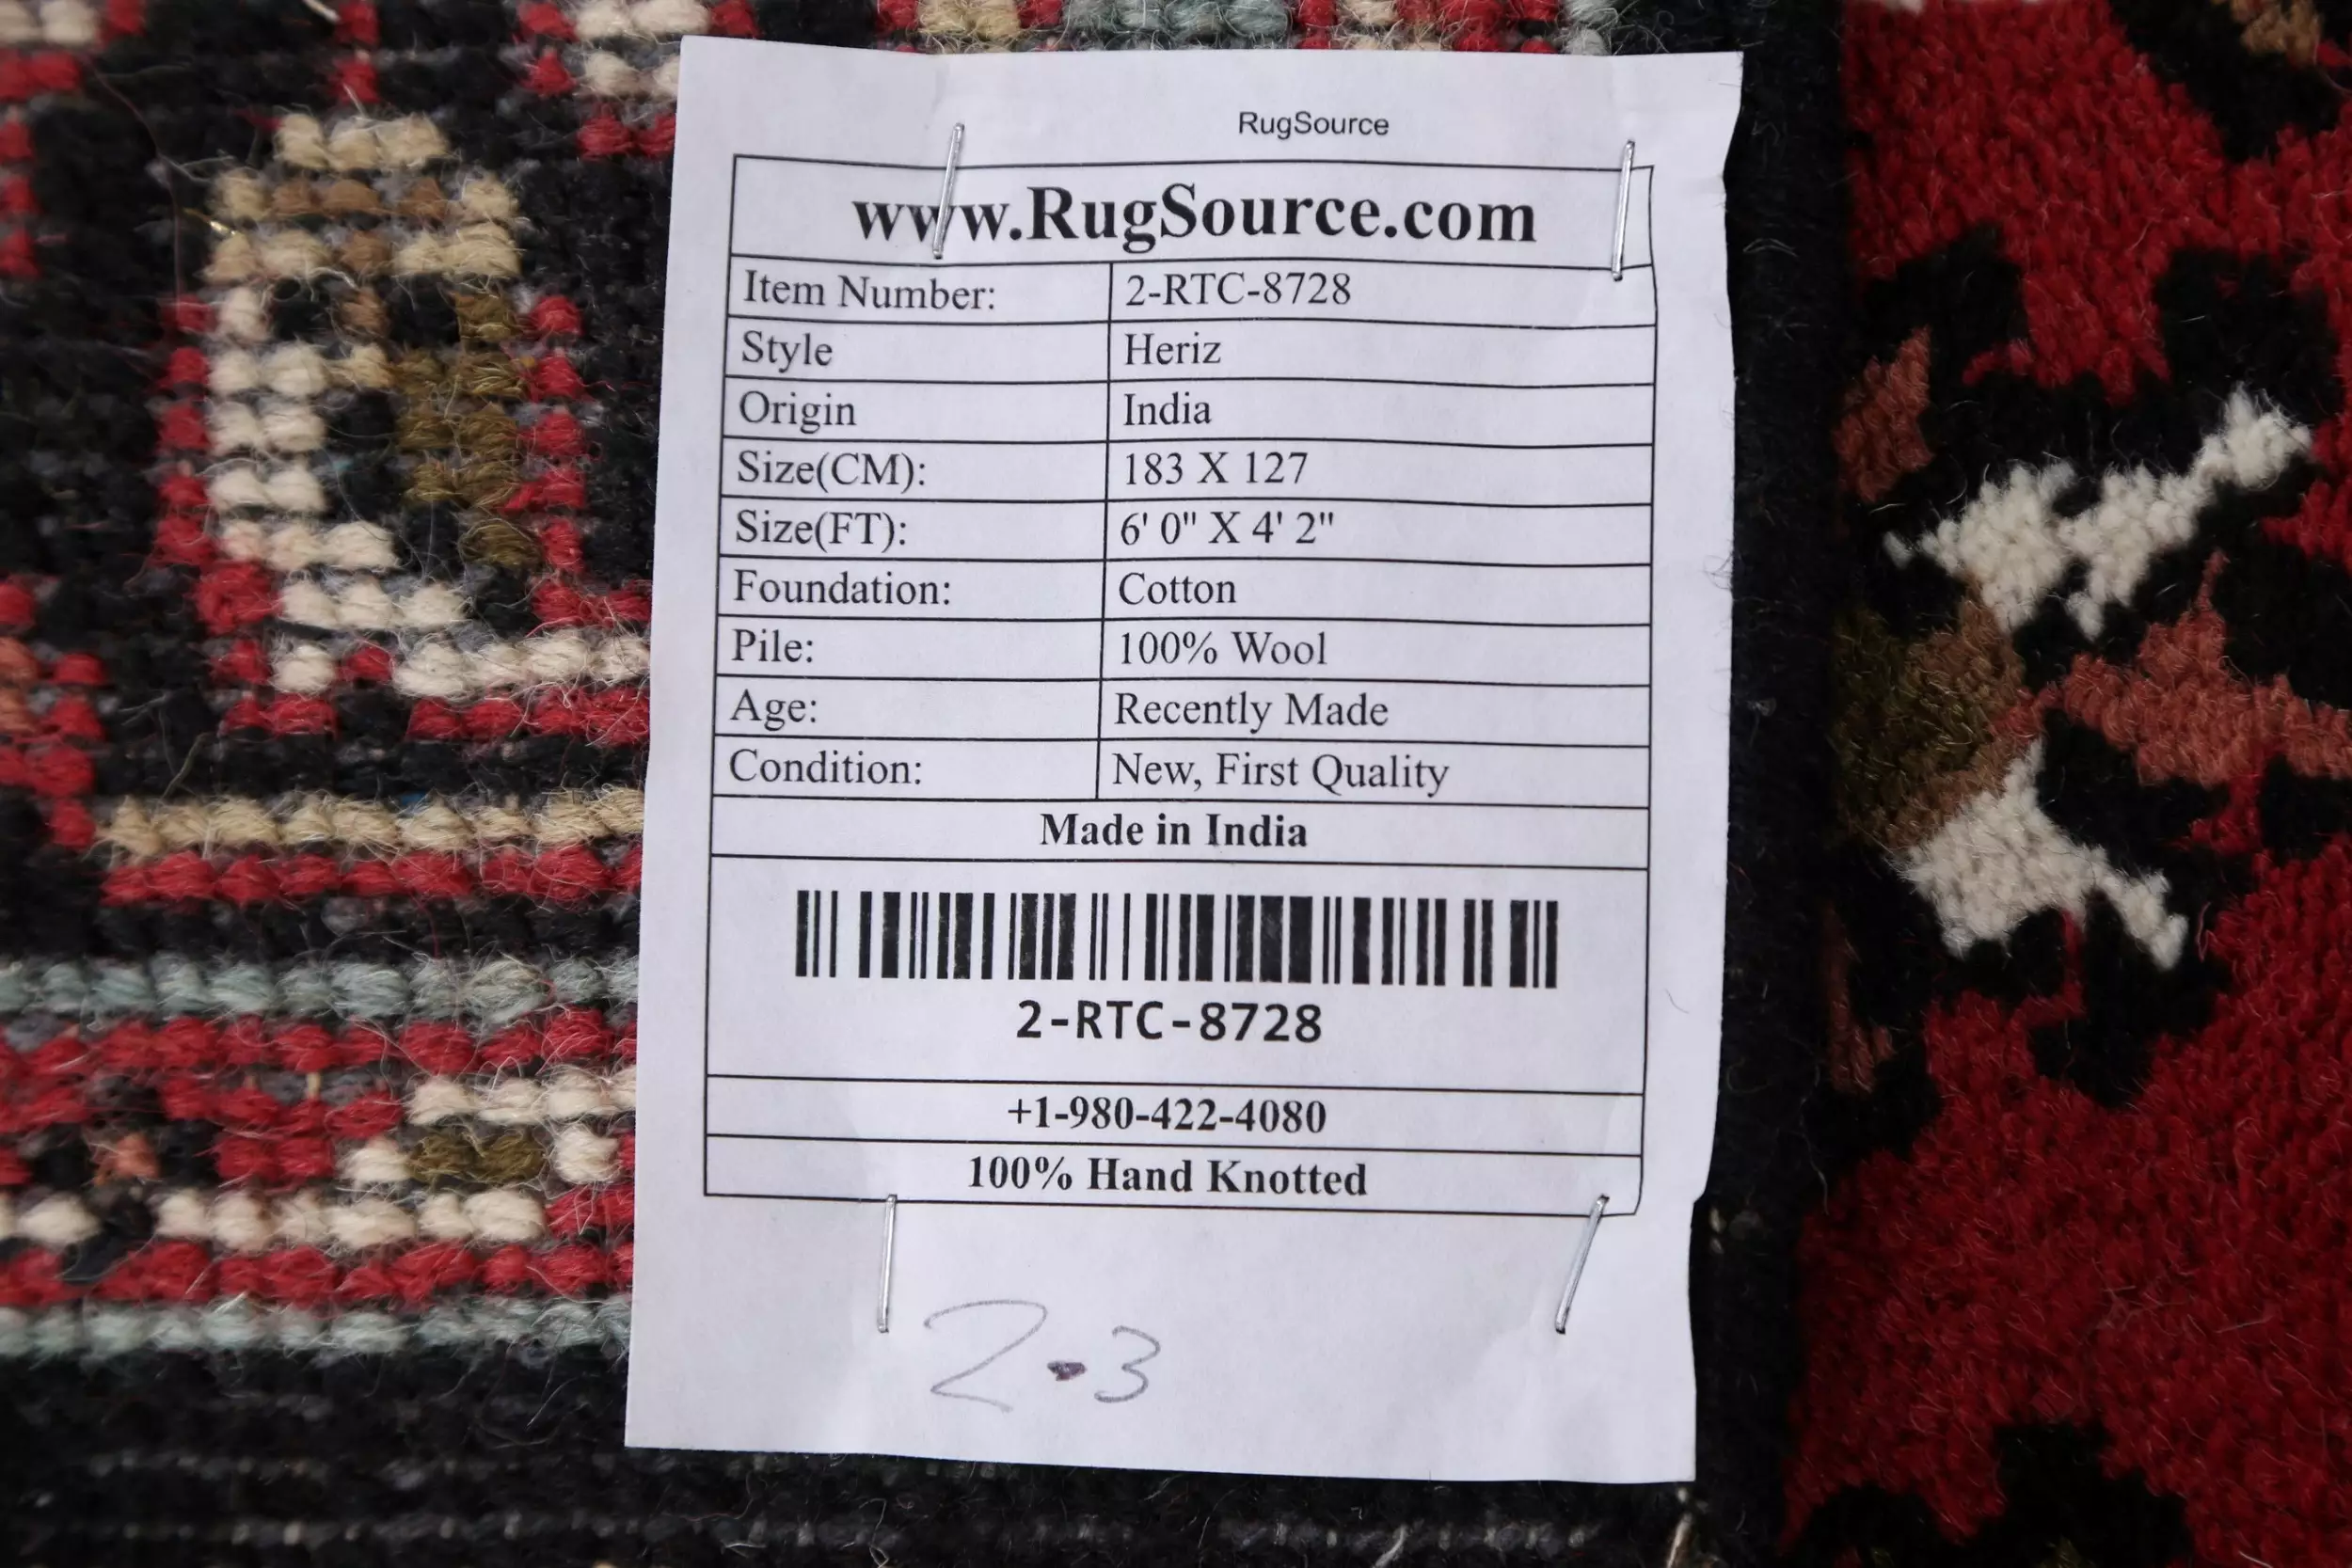 RugSource
www.RugSource.com
Item Number: 2-RTC-8728
Style Heriz
Origin India
Size(CM): 183 X 127
Size(FT): 6' 0" X 4' 2"
Foundation: Cotton
Pile: 100% Wool
Age: Recently Made
Condition: New, First Quality
Made in India
2-RTC-8728
+1-980-422-4080
100% Hand Knotted
2.3